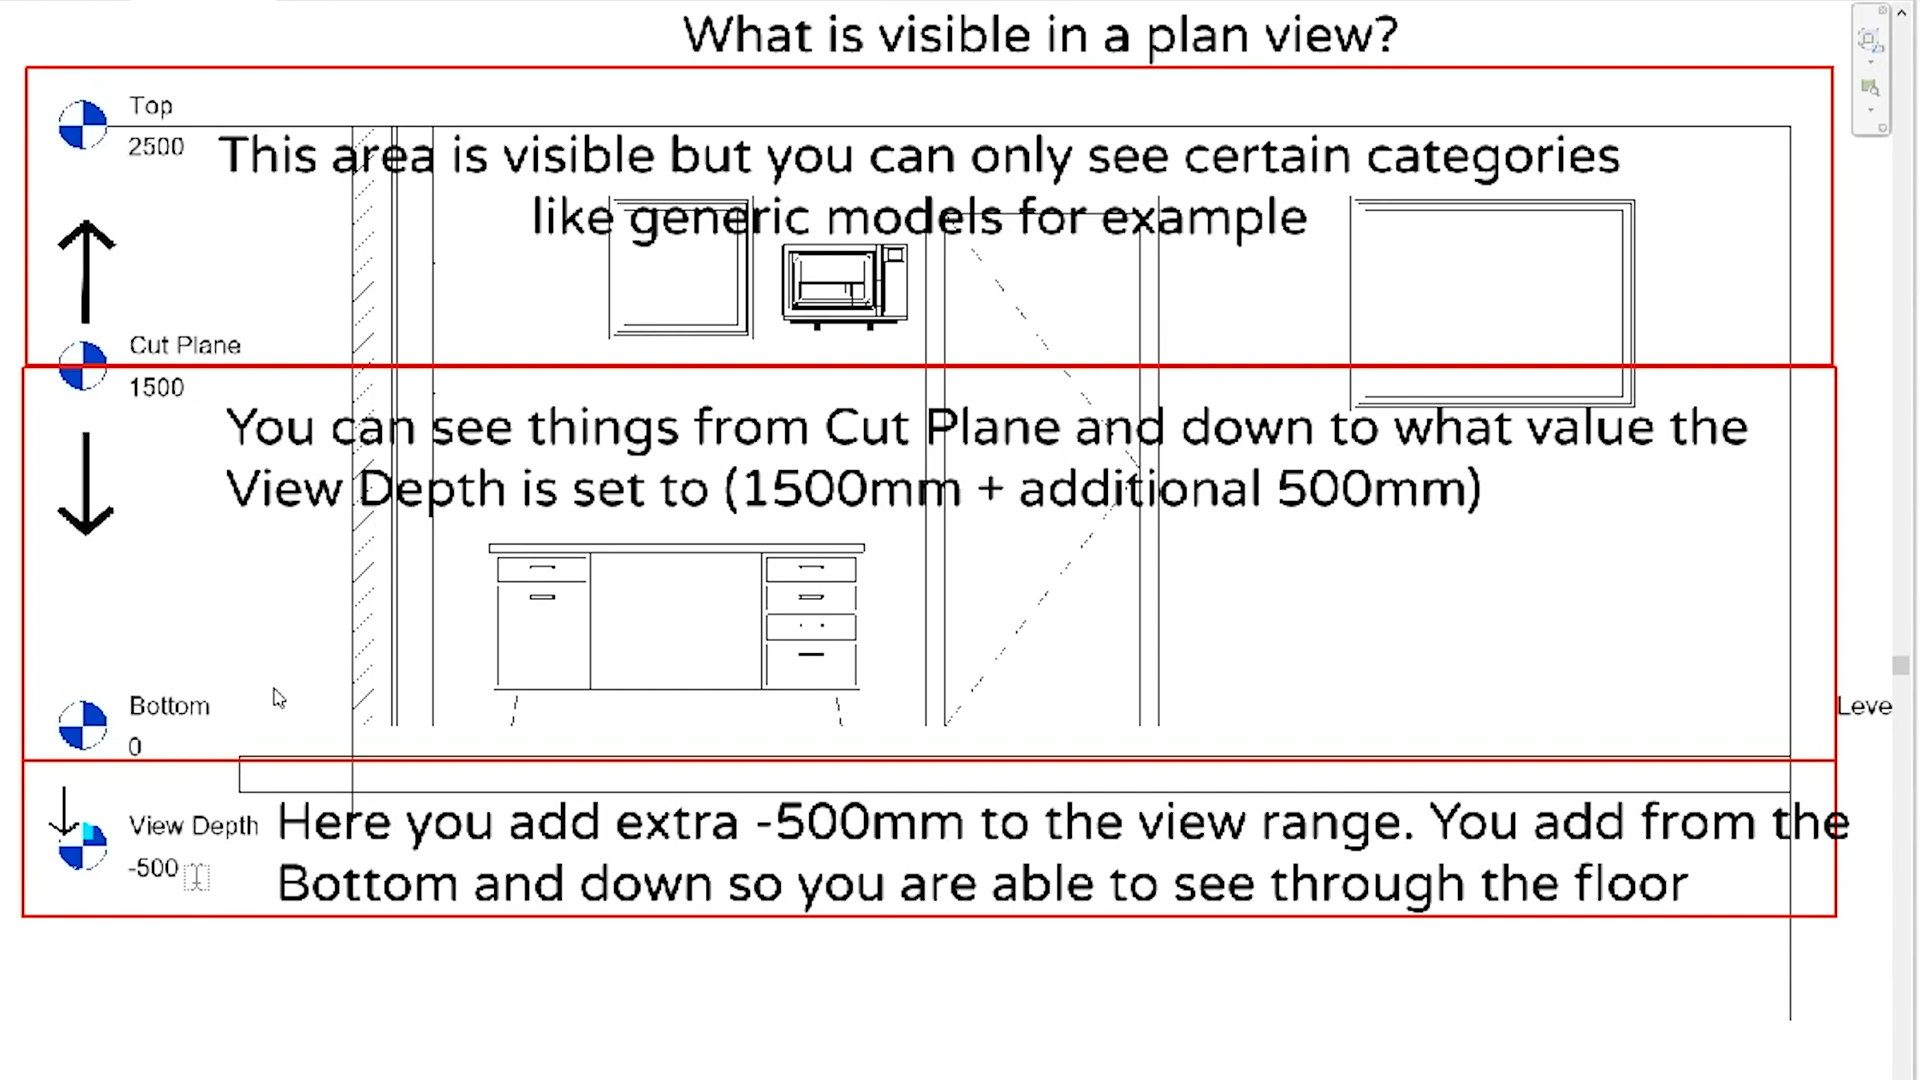 What is visible in a plan view?
Top
2500
This area is visible but you can only see certain categories
like generic models for example
Cut Plane
1500
You can see things from Cut Plane and down to what value the
View Depth is set to (1500mm + additional 500mm)
Bottom
0
Leve
View Depth
-500
Here you add extra -500mm to the view range. You add from the
Bottom and down so you are able to see through the floor